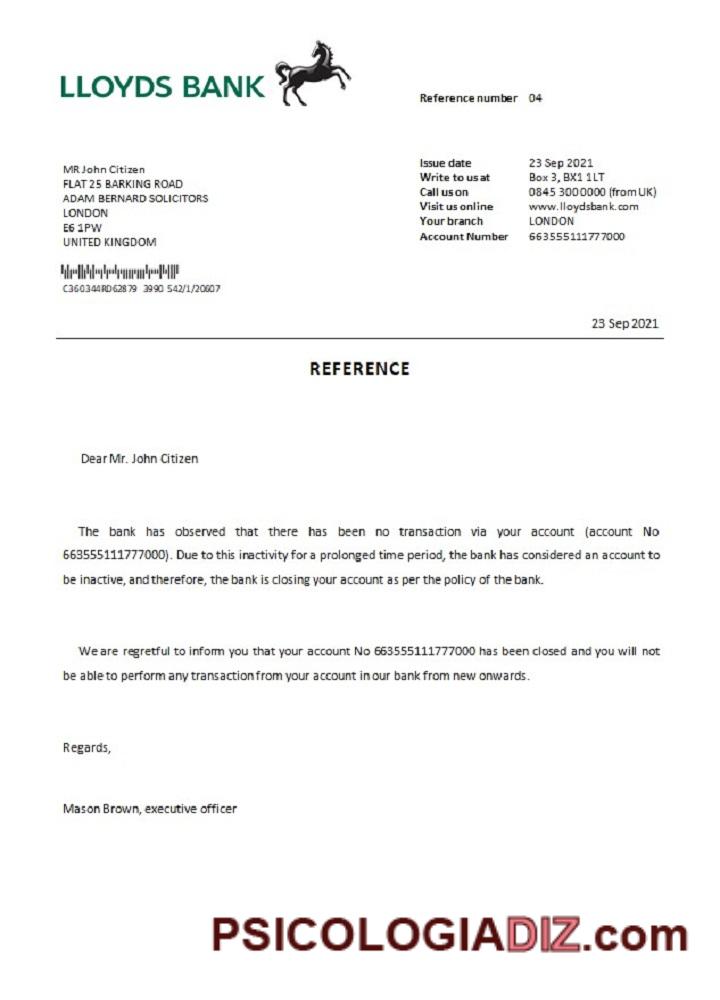 LLOYDS BANK
Reference number 04
MR John Citizen
FLAT 25 BARKING ROAD
ADAM BERNARD SOLICITORS
LONDON
E6 1PW
UNITED KINGDOM
C360344RD62879 3990 542/1/20607
Issue date 23 Sep 2021
Write to us at Box 3, BX1 1LT
Call us on 0845 3000000 (from UK)
Visit us online www.lloydsbank.com
Your branch LONDON
Account Number 663555111777000
23 Sep 2021
REFERENCE
Dear Mr. John Citizen
The bank has observed that there has been no transaction via your account (account No
663555111777000). Due to this inactivity for a prolonged time period, the bank has considered an account to
be inactive, and therefore, the bank is closing your account as per the policy of the bank.
We are regretful to inform you that your account No 663555111777000 has been closed and you will not
be able to perform any transaction from your account in our bank from new onwards.
Regards,
Mason Brown, executive officer
PSICOLOGIADIZ.com